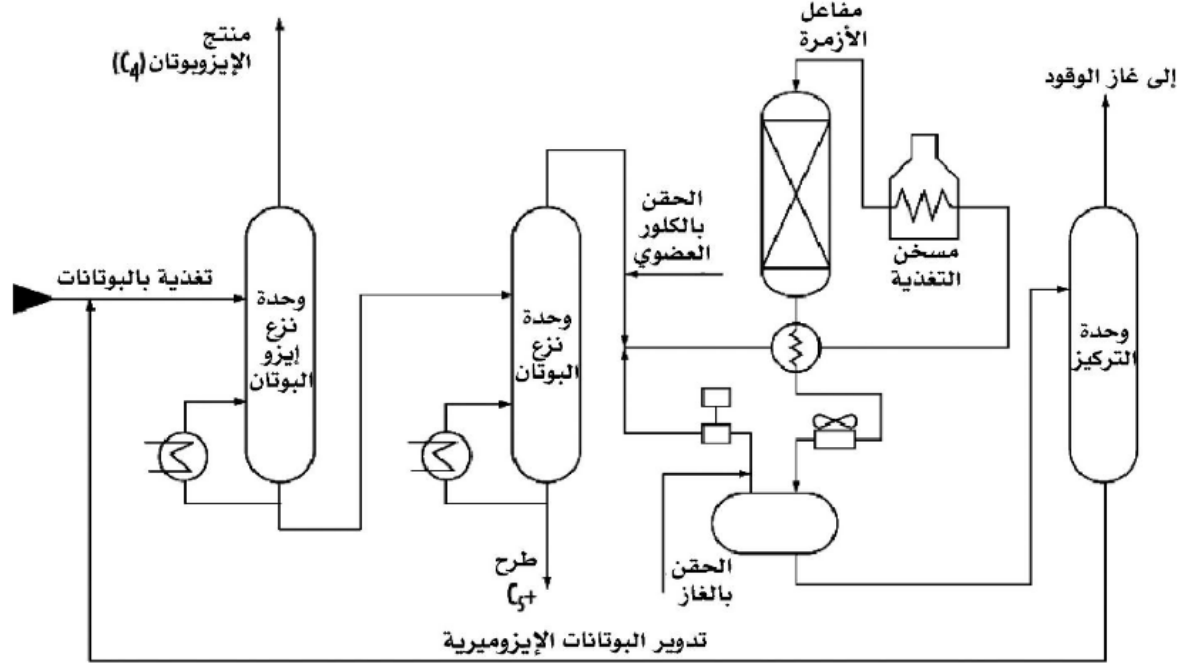 منتج
الإيزوبوتان (C4)
مفاعل
الأزمرة
إلى غاز الوقود
الحقن
بالكلور
العضوي
مسخن
التغذية
تغذية بالبوتانات
وحدة
نزع
إيزو
البوتان
وحدة
نزع
البوتان
وحدة
التركيز
طرح
C5+
الحقن
بالغاز
تدوير البوتانات الإيزوميرية